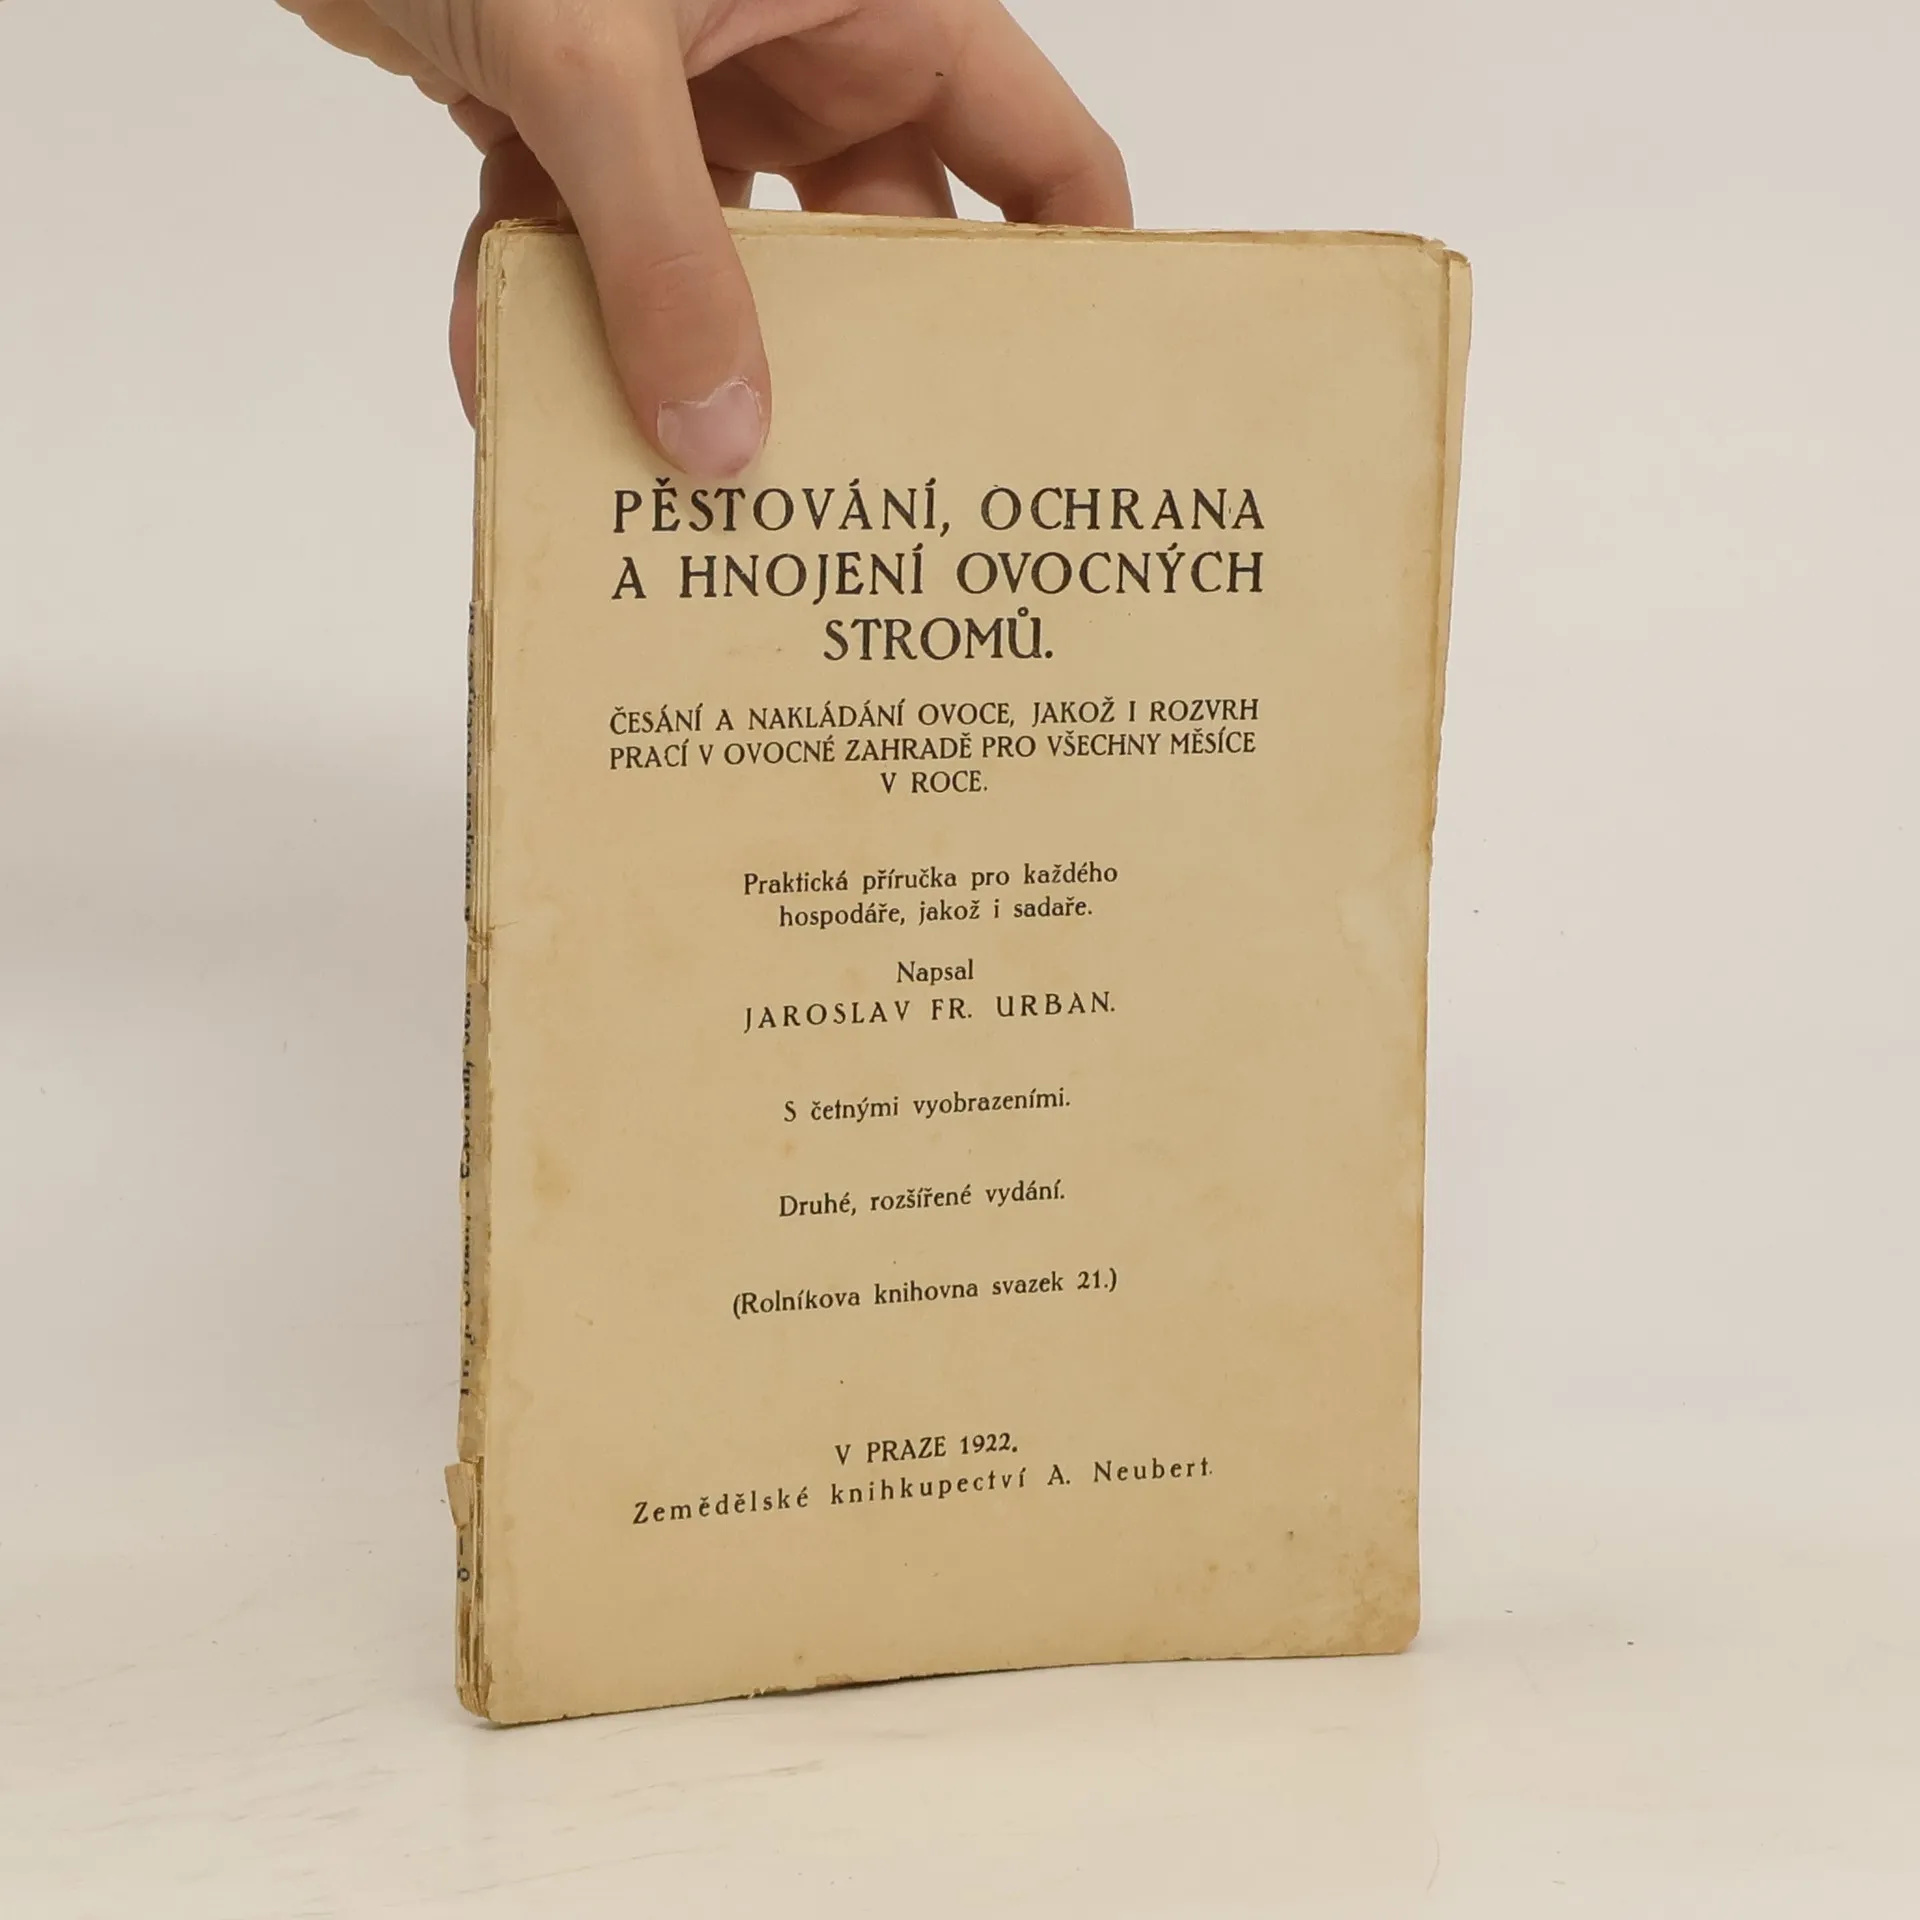 PĚSTOVÁNÍ, OCHRANA
A HNOJENÍ OVOCNÝCH
STROMŮ.
ČESÁNÍ A NAKLÁDÁNÍ OVOCE, JAKOŽ I ROZVRH
PRACÍ V OVOCNÉ ZAHRADĚ PRO VŠECHNY MĚSÍCE
V ROCE.
Praktická příručka pro každého
hospodáře, jakož i sadaře.
Napsal
JAROSLAV FR. URBAN.
S četnými vyobrazeními.
Druhé, rozšířené vydání.
(Rolníkova knihovna svazek 21.)
V PRAZE 1922.
Zemědělské knihkupectví A. Neubert.